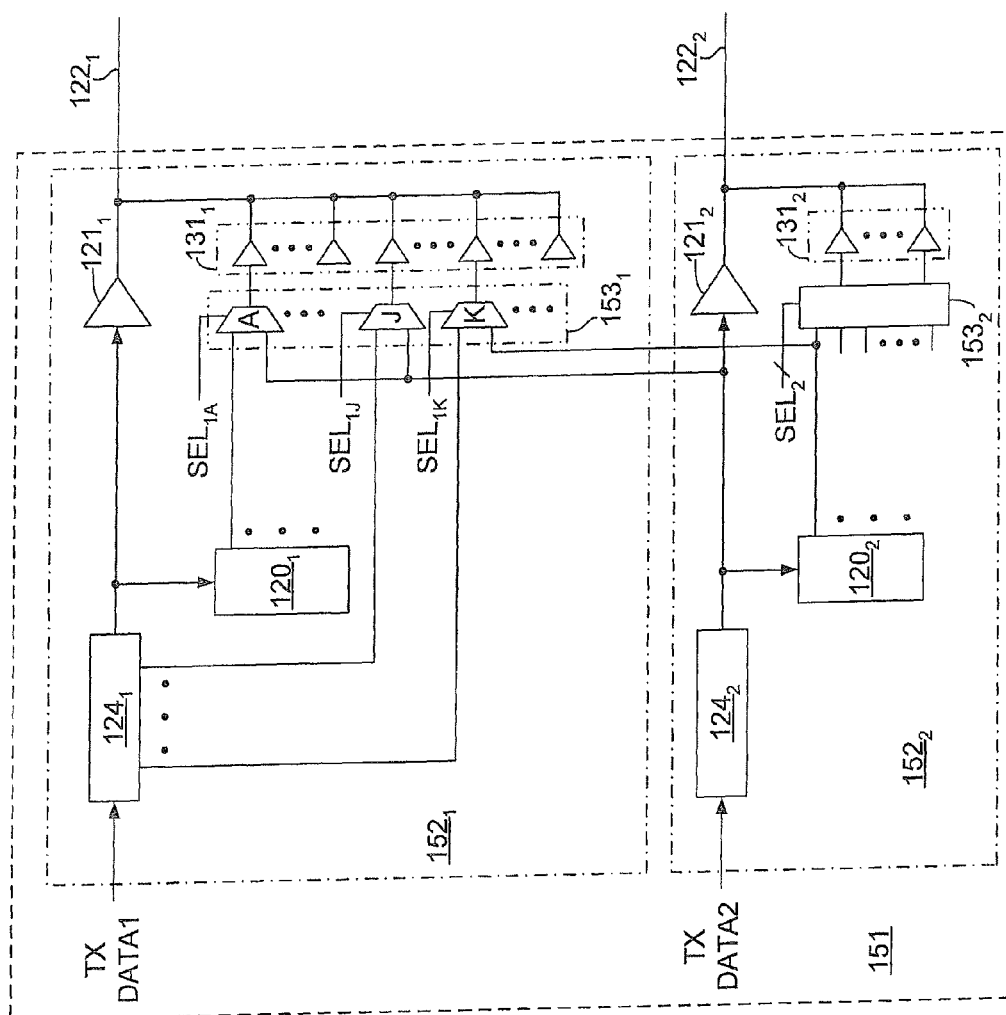 122₁
121₁
131₁
A
J
K
153₁
SEL₁A
SEL₁J
SEL₁K
120₁
124₁
TX
DATA1
152₁
122₂
121₂
131₂
153₂
SEL₂
120₂
124₂
TX
DATA2
152₂
151